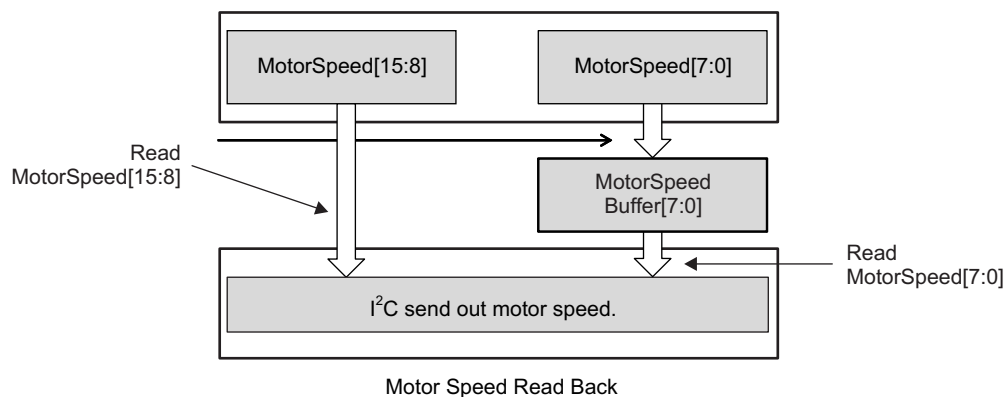 MotorSpeed[15:8]
MotorSpeed[7:0]
Read
MotorSpeed[15:8]
MotorSpeed
Buffer[7:0]
Read
MotorSpeed[7:0]
I²C send out motor speed.
Motor Speed Read Back